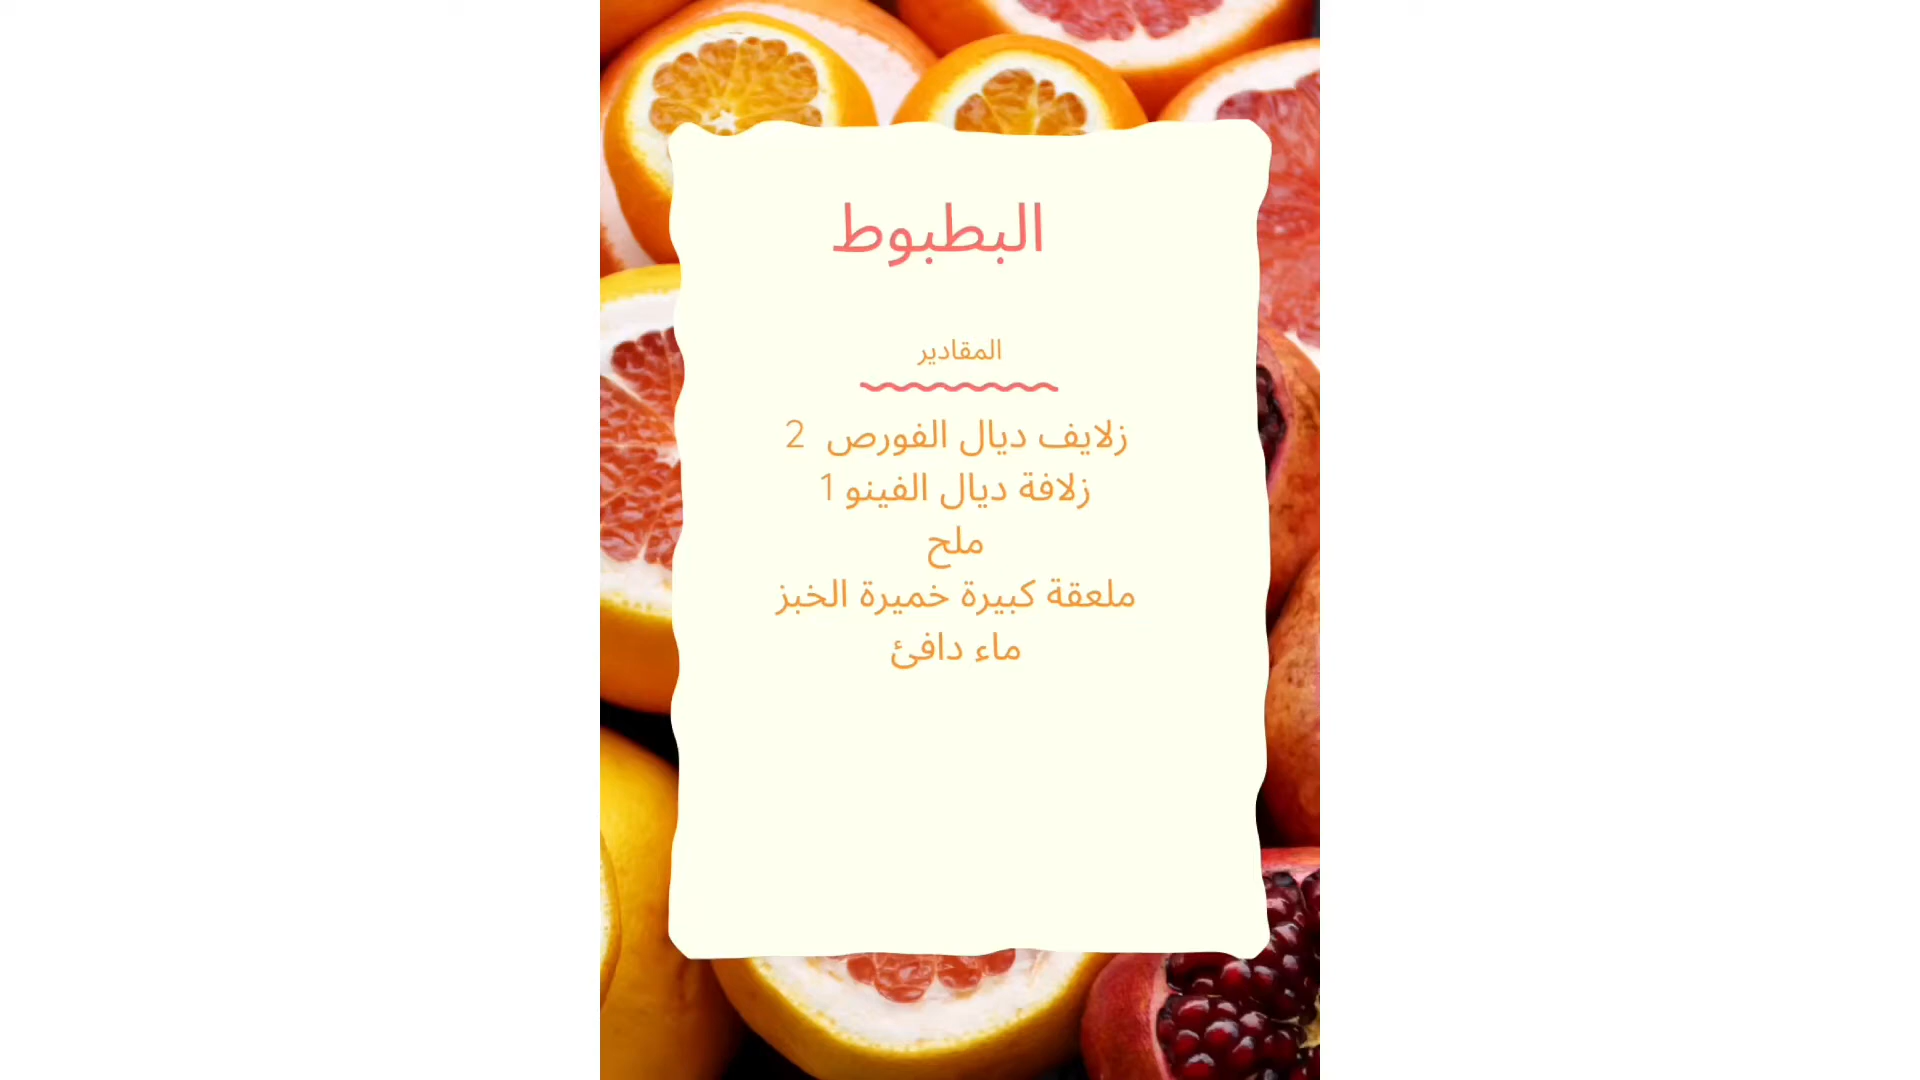 البطبوط
المقادير
زلايف ديال الفورص 2
زلافة ديال الفينو 1
ملح
ملعقة كبيرة خميرة الخبز
ماء دافئ